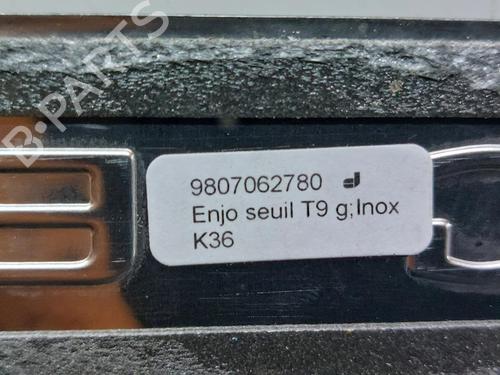 B-PARTS
9807062780
Enjo seuil T9 g;Inox
K36